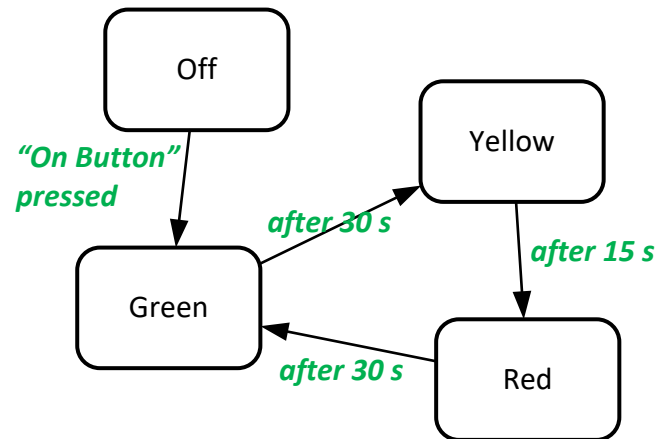 Off
“On Button”
pressed
Yellow
after 30 s
after 15 s
Green
after 30 s
Red